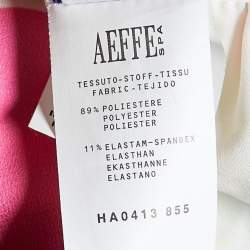 AEFFE SPA
TESSUTO-STOFF-TISSU
FABRIC-TEJIDO
89% POLIESTERE
POLYESTER
POLIESTER
11% ELASTAM-SPANDEX
ELASTHAN
EKASTHANNE
ELASTANO
HA0413 855